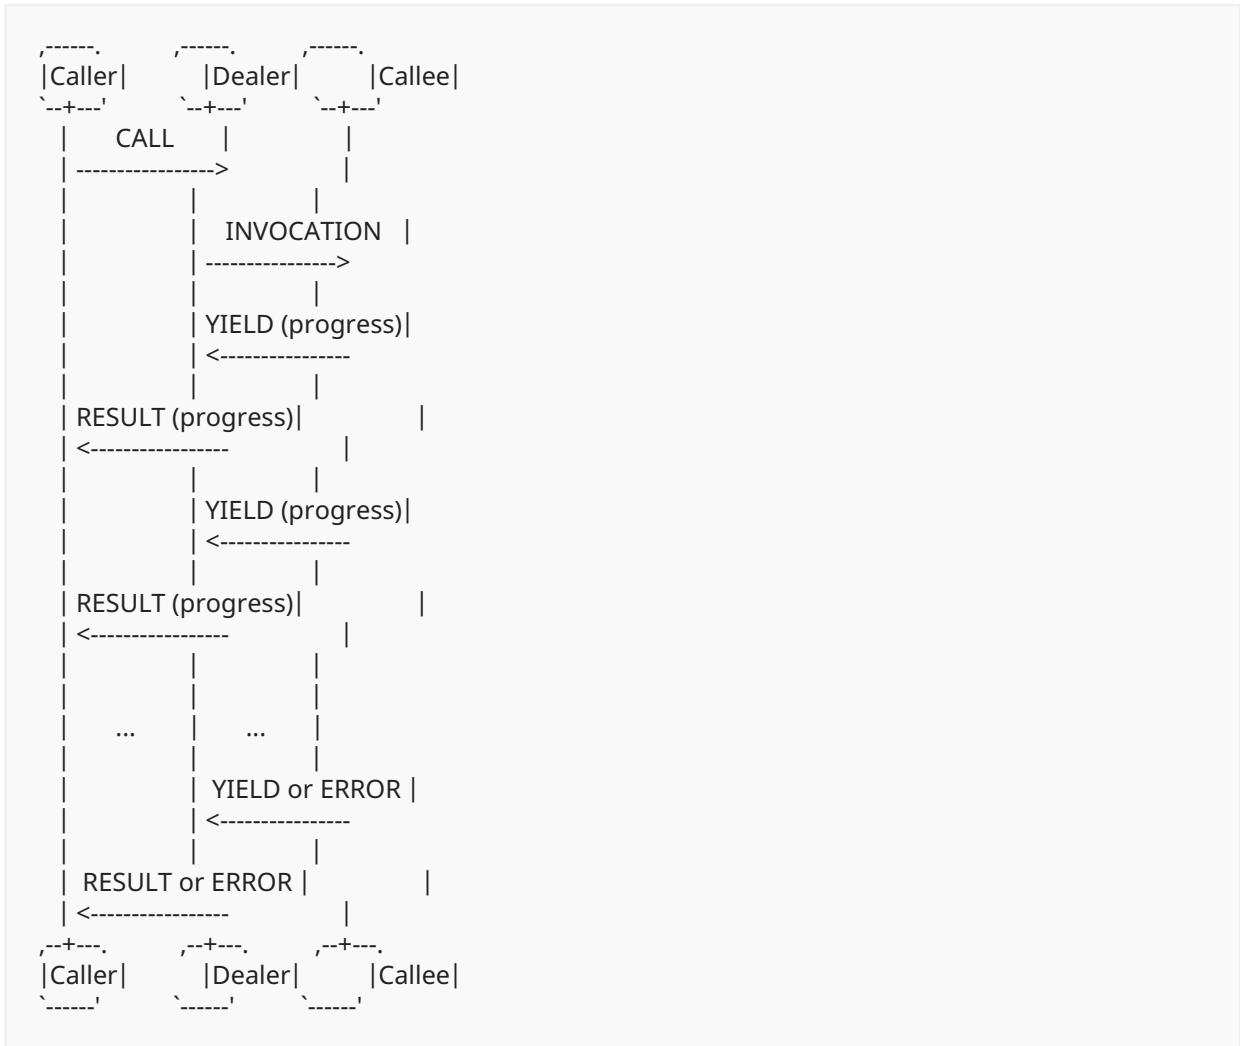 ,------.          ,------.          ,------.
|Caller|          |Dealer|          |Callee|
`--+---'          `--+---'          `--+---'
   |       CALL       |                 |
   | ----------------->                 |
   |                  |                 |
   |                  |    INVOCATION   |
   |                  | ---------------->
   |                  |                 |
   |                  | YIELD (progress)|
   |                  | <----------------
   |                  |                 |
   | RESULT (progress)|                 |
   | <-----------------                 |
   |                  |                 |
   |                  | YIELD (progress)|
   |                  | <----------------
   |                  |                 |
   | RESULT (progress)|                 |
   | <-----------------                 |
   |                  |                 |
   |                  |                 |
   |       ...        |       ...       |
   |                  |                 |
   |                  |  YIELD or ERROR |
   |                  | <----------------
   |                  |                 |
   |  RESULT or ERROR |                 |
   | <-----------------                 |
,--+---.          ,--+---.          ,--+---.
|Caller|          |Dealer|          |Callee|
`------'          `------'          `------'